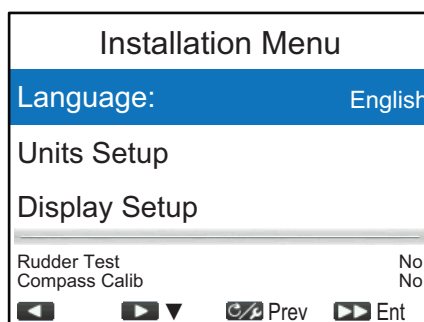 Installation Menu
Language: English
Units Setup
Display Setup
Rudder Test No
Compass Calib No
Prev Ent